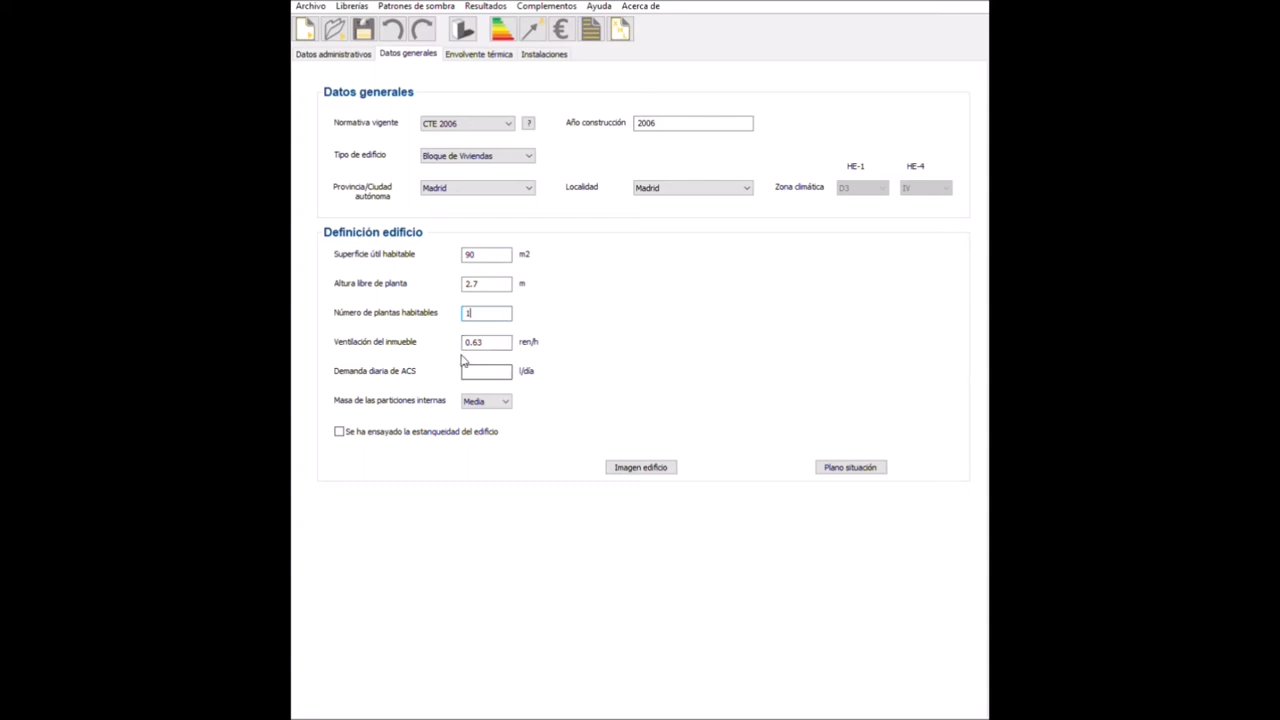 Archivo Librerías Patrones de sombra Resultados Complementos Ayuda Acerca de
Datos administrativos Datos generales Envolvente térmica Instalaciones
Datos generales
Normativa vigente CTE 2006 ? Año construcción 2006
Tipo de edificio Bloque de Viviendas HE-1 HE-4
Provincia/Ciudad autónoma Madrid Localidad Madrid Zona climática D3 IV
Definición edificio
Superficie útil habitable 90 m2
Altura libre de planta 2.7 m
Número de plantas habitables 1
Ventilación del inmueble 0.63 ren/h
Demanda diaria de ACS l/día
Masa de las particiones internas Media
Se ha ensayado la estanqueidad del edificio
Imagen edificio Plano situación